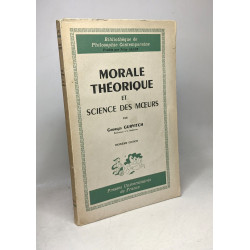 Bibliothèque de
Philosophie Contemporaine
MORALE
THÉORIQUE
ET
SCIENCE DES MŒURS
PAR
Georges GURVITCH
Presses Universitaires
de France